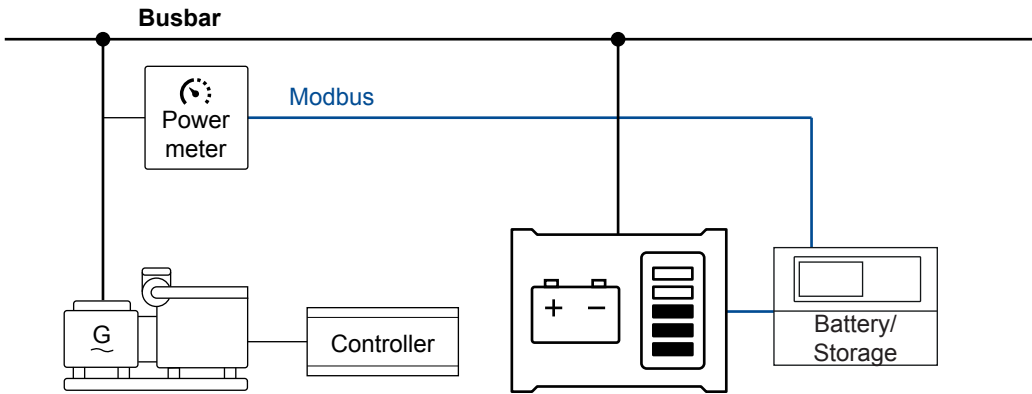 Busbar
Modbus
Power
meter
G
Controller
+ −
Battery/
Storage